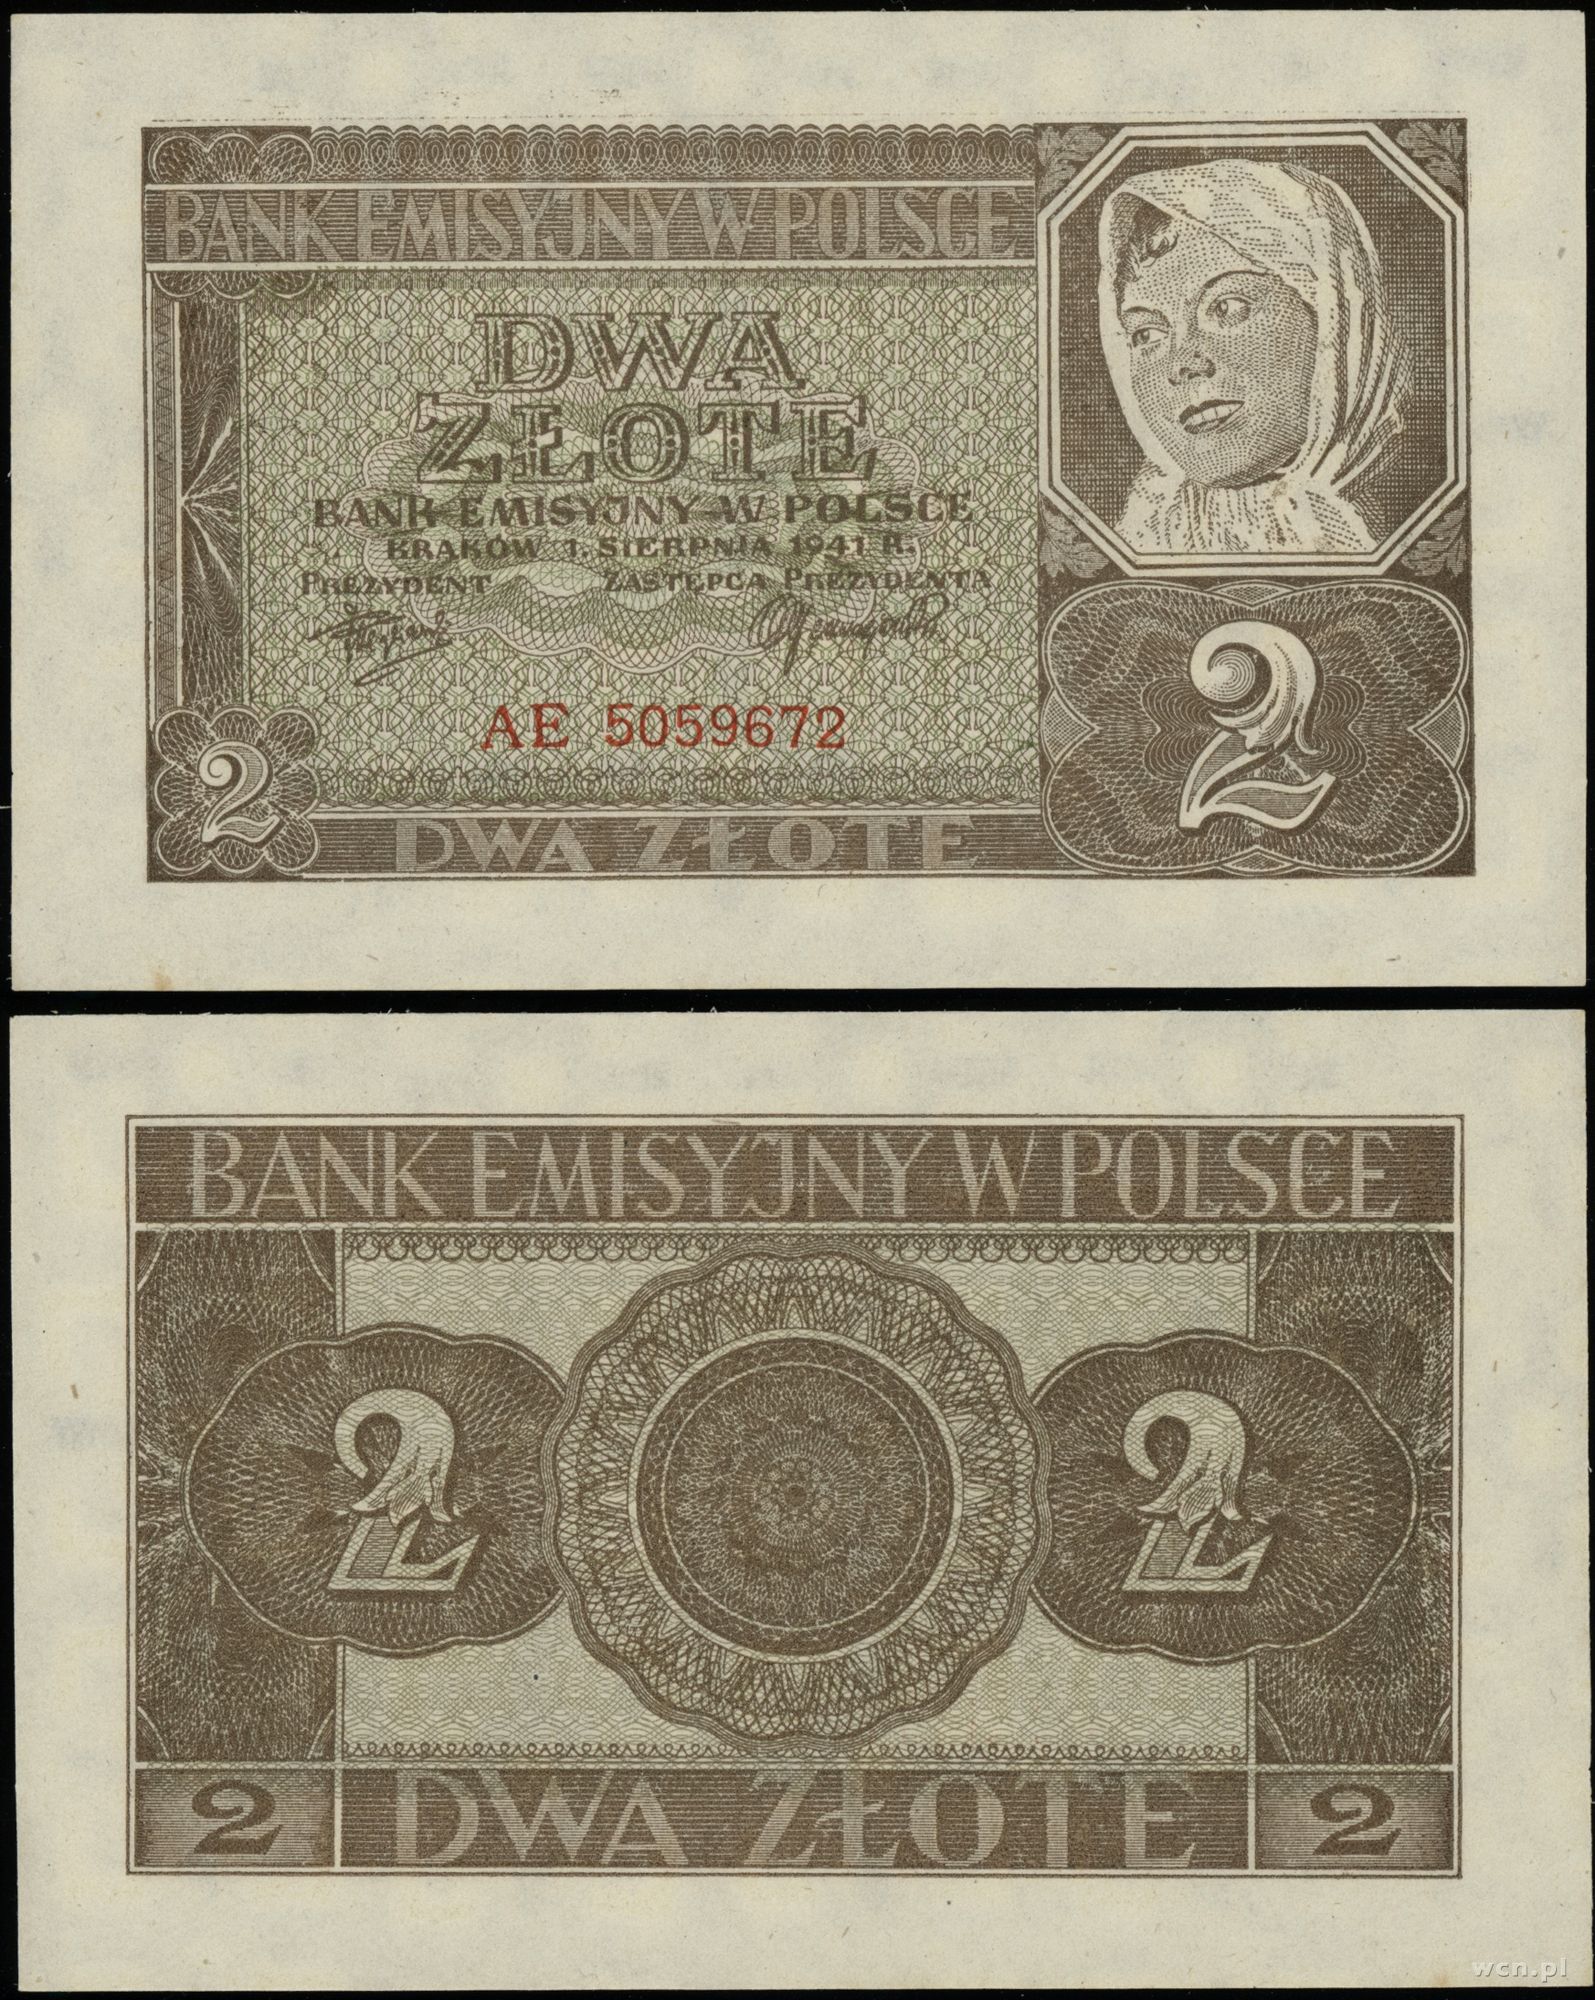 BANK EMISYJNY W POLSCE
DWA
ZŁOTE
BANK EMISYJNY W POLSCE
KRAKÓW 1. SIERPNIA 1941 R.
PREZYDENT ZASTĘPCA PREZYDENTA
AE 5059672
2
2
DWA ZŁOTE
BANK EMISYJNY W POLSCE
2 2
2 DWA ZŁOTE 2
wcn.pl